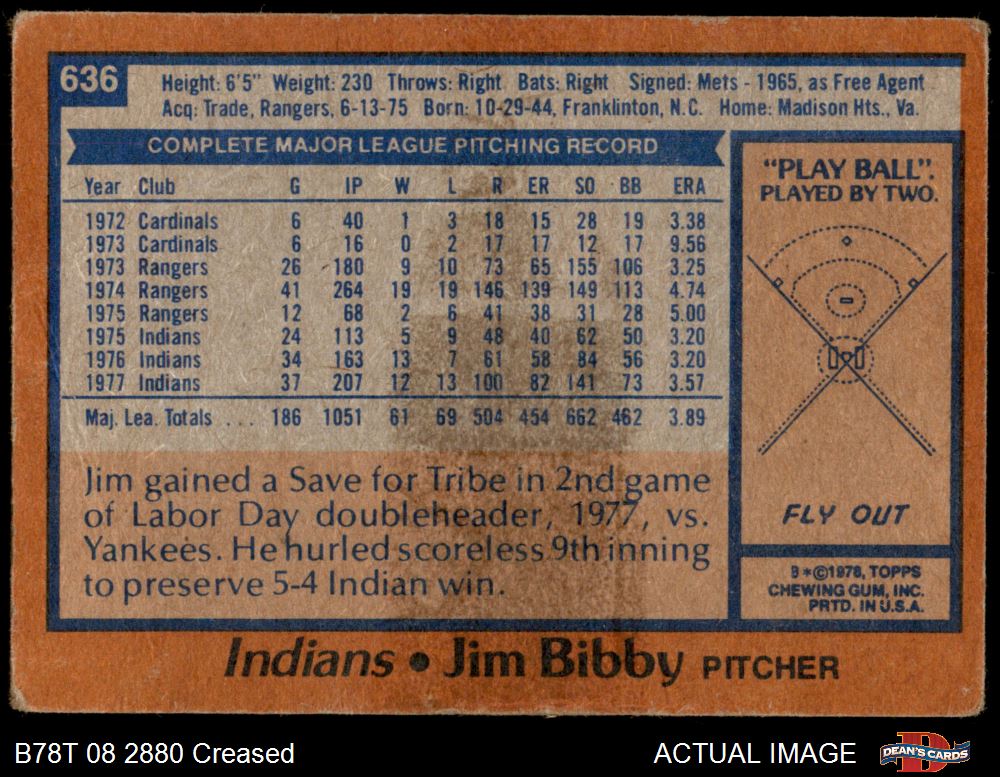 636
Height: 6'5" Weight: 230 Throws: Right Bats: Right Signed: Mets - 1965, as Free Agent
Acq: Trade, Rangers, 6-13-75 Born: 10-29-44, Franklinton, N.C. Home: Madison Hts., Va.
COMPLETE MAJOR LEAGUE PITCHING RECORD
Year Club G IP W L R ER SO BB ERA
1972 Cardinals 6 40 1 3 18 15 28 19 3.38
1973 Cardinals 6 16 0 2 17 17 12 17 9.56
1973 Rangers 26 180 9 10 73 65 155 106 3.25
1974 Rangers 41 264 19 19 146 139 149 113 4.74
1975 Rangers 12 68 2 6 41 38 31 28 5.00
1975 Indians 24 113 5 9 48 40 62 50 3.20
1976 Indians 34 163 13 7 61 58 84 56 3.20
1977 Indians 37 207 12 13 100 82 141 73 3.57
Maj. Lea. Totals . . . 186 1051 61 69 504 454 662 462 3.89
Jim gained a Save for Tribe in 2nd game
of Labor Day doubleheader, 1977, vs.
Yankees. He hurled scoreless 9th inning
to preserve 5-4 Indian win.
"PLAY BALL".
PLAYED BY TWO.
FLY OUT
B*©1978, TOPPS
CHEWING GUM, INC.
PRTD. IN U.S.A.
Indians • Jim Bibby PITCHER
B78T 08 2880 Creased
ACTUAL IMAGE
DEAN'S CARDS